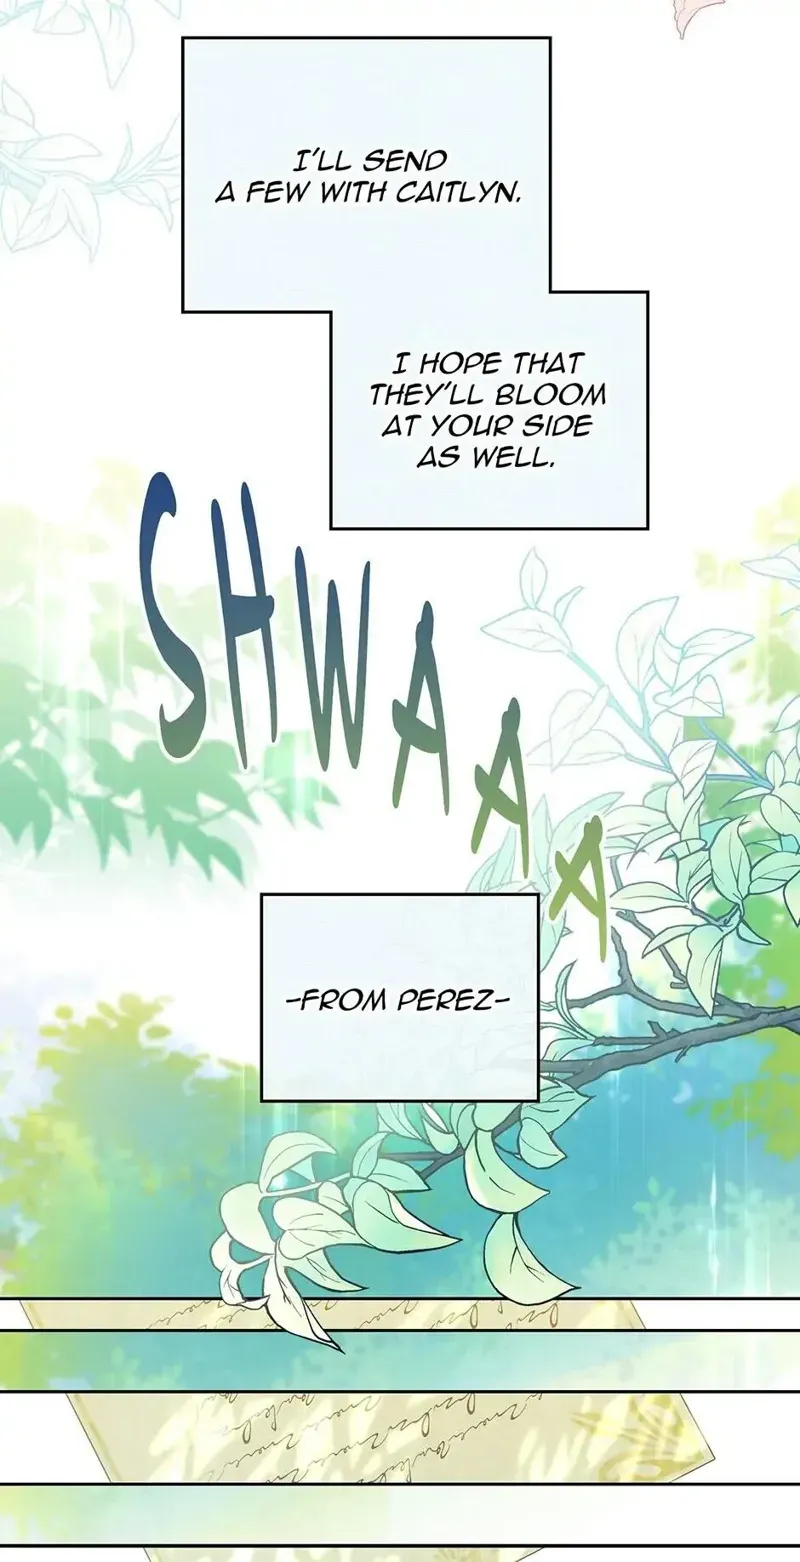 I'LL SEND
A FEW WITH CAITLYN.
I HOPE THAT
THEY'LL BLOOM
AT YOUR SIDE
AS WELL.
SHWAAA
-FROM PEREZ-